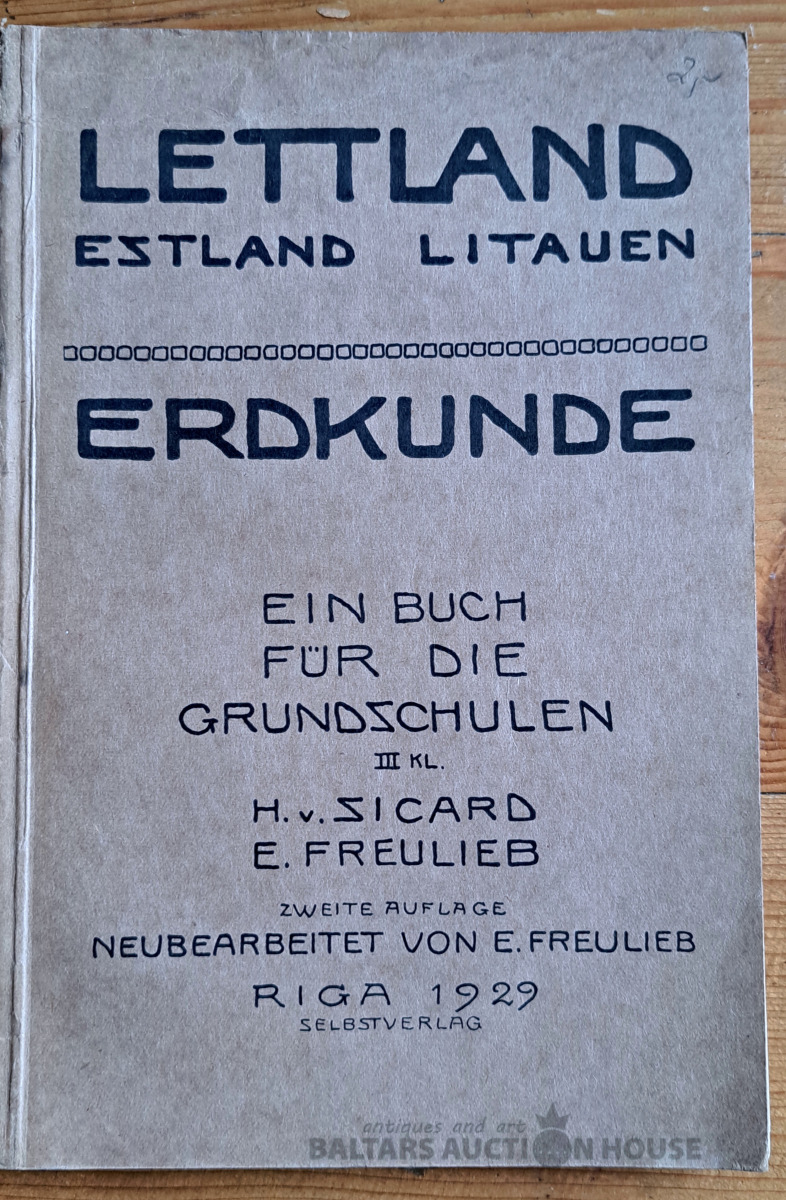 LETTLAND
ESTLAND LITAUEN
ERDKUNDE
EIN BUCH
FÜR DIE
GRUNDSCHULEN
III KL.
H. v. SICARD
E. FREULIEB
ZWEITE AUFLAGE
NEUBEARBEITET VON E. FREULIEB
RIGA 1929
SELBSTVERLAG
antiques and art
BALTARS AUCTION HOUSE